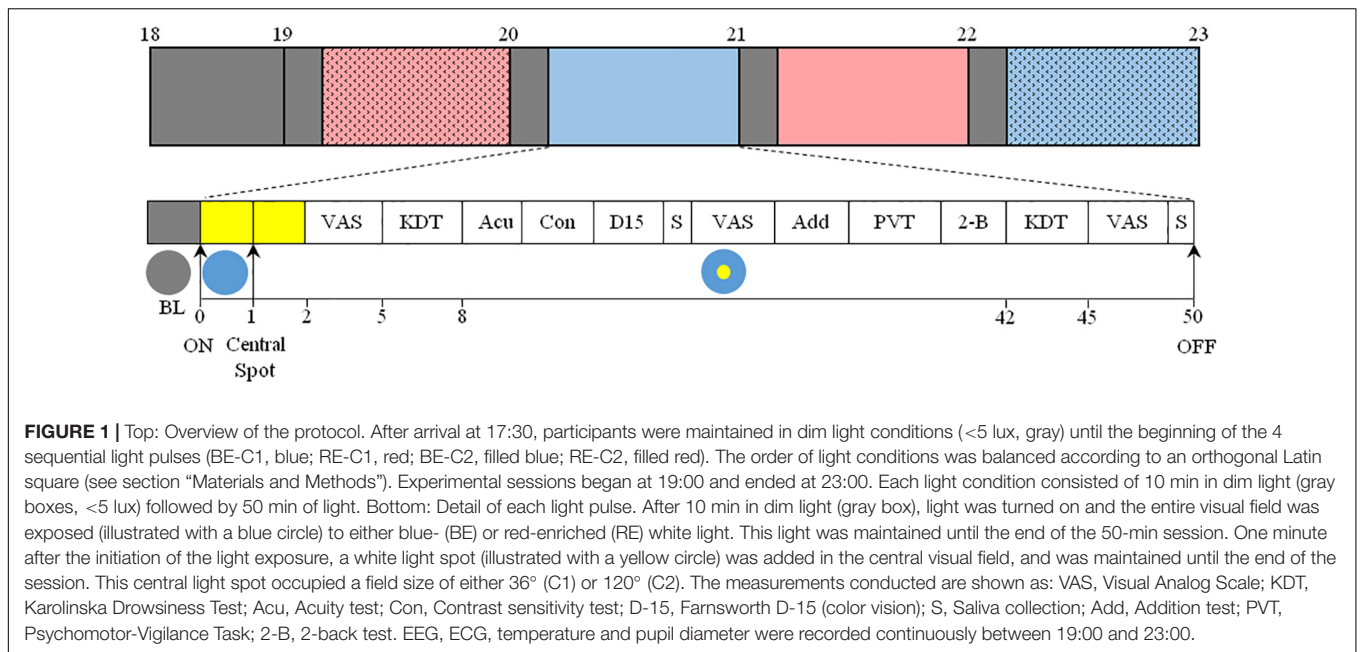 18 19 20 21 22 23
VAS KDT Acu Con D15 S VAS Add PVT 2-B KDT VAS S
BL
0 1 2 5 8 42 45 50
ON Central OFF
Spot
FIGURE 1 | Top: Overview of the protocol. After arrival at 17:30, participants were maintained in dim light conditions (<5 lux, gray) until the beginning of the 4
sequential light pulses (BE-C1, blue; RE-C1, red; BE-C2, filled blue; RE-C2, filled red). The order of light conditions was balanced according to an orthogonal Latin
square (see section “Materials and Methods”). Experimental sessions began at 19:00 and ended at 23:00. Each light condition consisted of 10 min in dim light (gray
boxes, <5 lux) followed by 50 min of light. Bottom: Detail of each light pulse. After 10 min in dim light (gray box), light was turned on and the entire visual field was
exposed (illustrated with a blue circle) to either blue- (BE) or red-enriched (RE) white light. This light was maintained until the end of the 50-min session. One minute
after the initiation of the light exposure, a white light spot (illustrated with a yellow circle) was added in the central visual field, and was maintained until the end of the
session. This central light spot occupied a field size of either 36° (C1) or 120° (C2). The measurements conducted are shown as: VAS, Visual Analog Scale; KDT,
Karolinska Drowsiness Test; Acu, Acuity test; Con, Contrast sensitivity test; D-15, Farnsworth D-15 (color vision); S, Saliva collection; Add, Addition test; PVT,
Psychomotor-Vigilance Task; 2-B, 2-back test. EEG, ECG, temperature and pupil diameter were recorded continuously between 19:00 and 23:00.